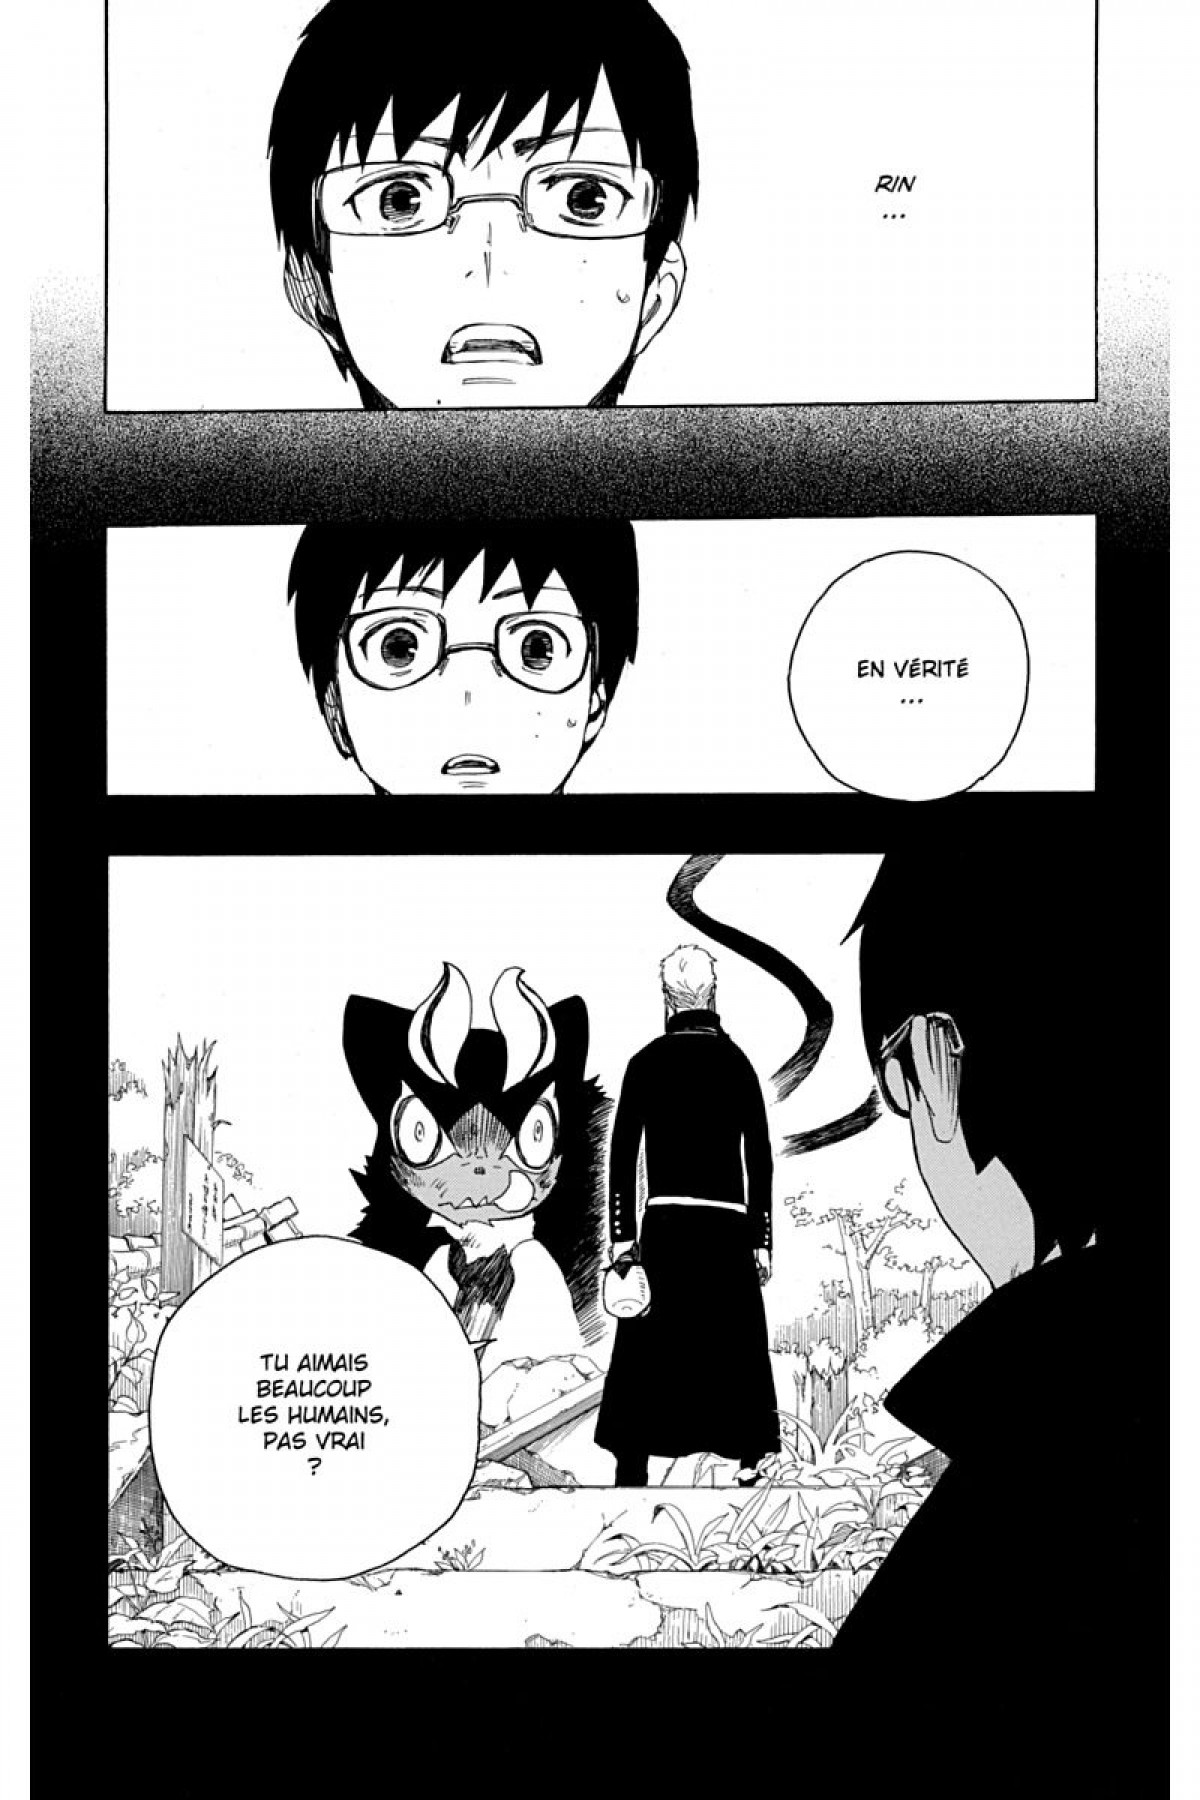 RIN
...
EN VÉRITÉ
...
TU AIMAIS
BEAUCOUP
LES HUMAINS,
PAS VRAI
?